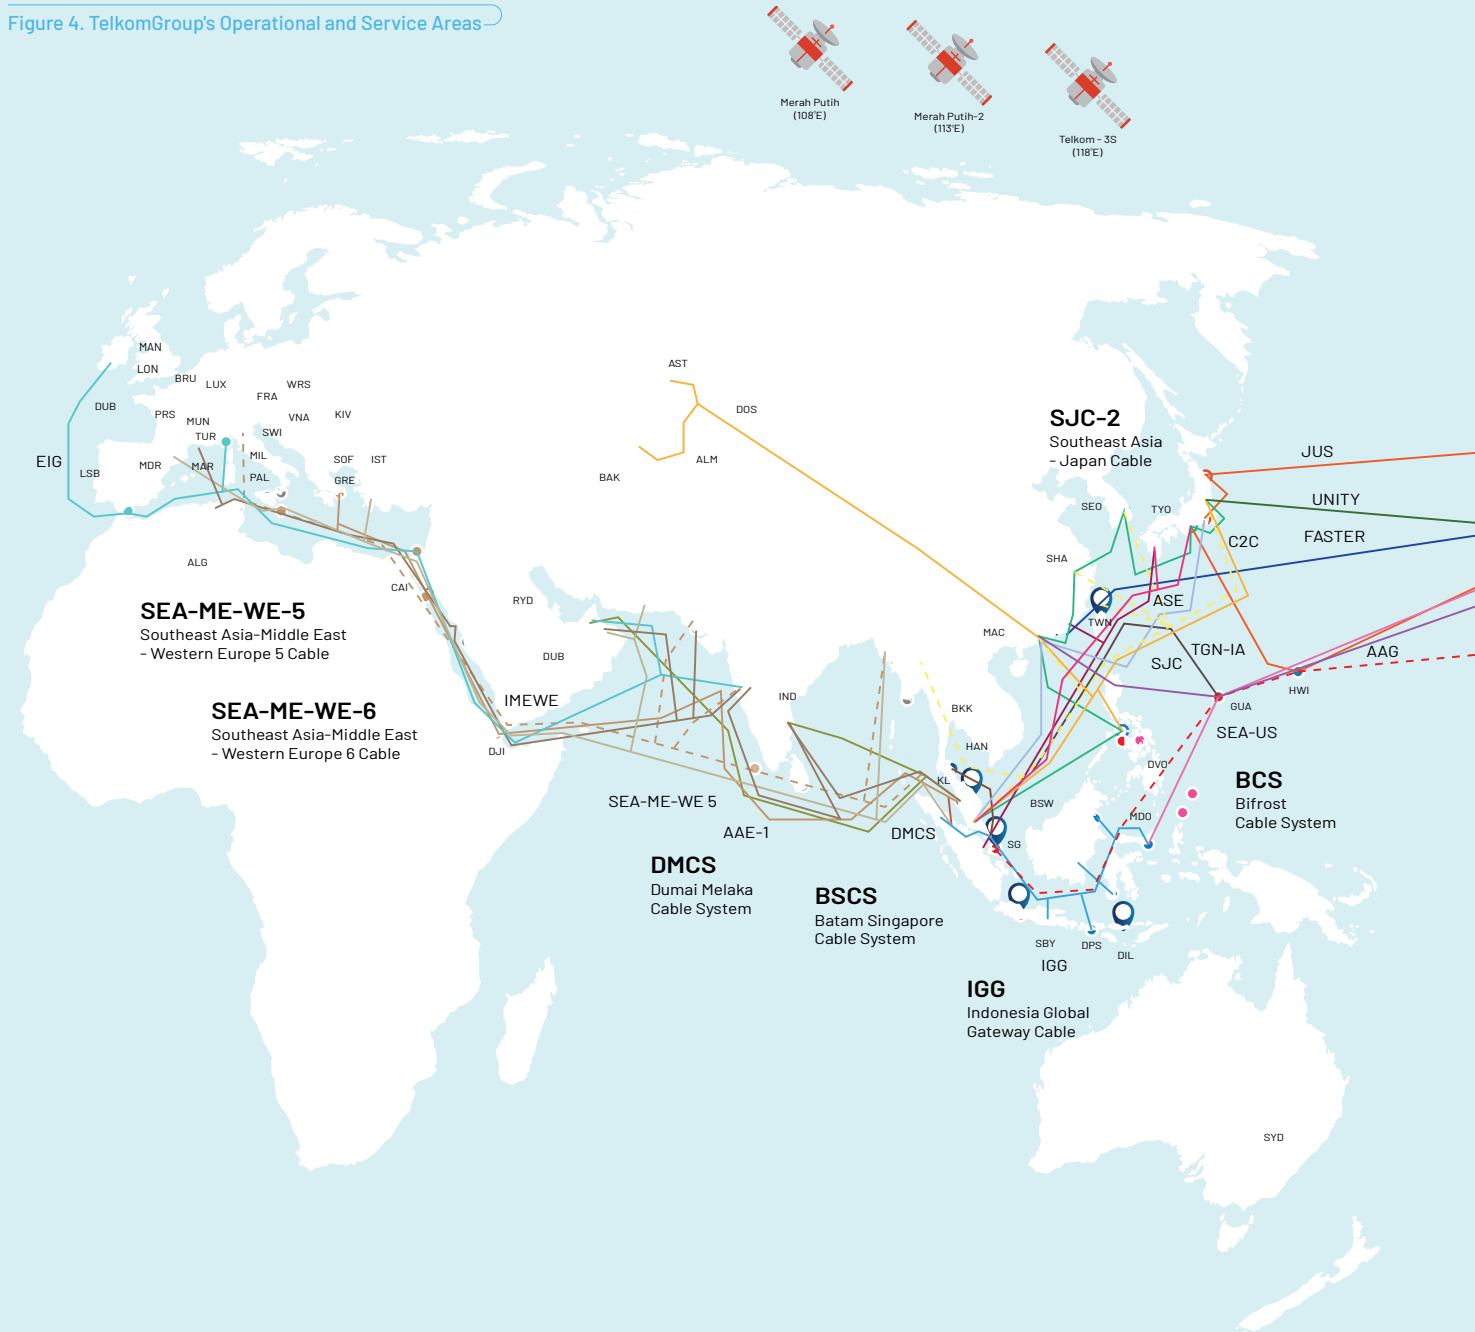 Figure 4. TelkomGroup's Operational and Service Areas
Merah Putih
(108°E)
Merah Putih-2
(113°E)
Telkom - 3S
(118°E)
MAN
LON
BRU
LUX
WRS
FRA
DUB
PRS
MUN
VNA
KIV
TUR
SWI
EIG
LSB
MDR
MAR
MIL
SOF
IST
PAL
GRE
AST
DOS
BAK
ALM
SJC-2
Southeast Asia
- Japan Cable
JUS
SEO
TYO
UNITY
C2C
FASTER
SHA
ALG
CAI
RYD
SEA-ME-WE-5
Southeast Asia-Middle East
- Western Europe 5 Cable
ASE
TWN
MAC
DUB
SJC
TGN-IA
AAG
HWI
GUA
SEA-US
SEA-ME-WE-6
Southeast Asia-Middle East
- Western Europe 6 Cable
IMEWE
DJI
IND
BKK
HAN
KL
DVO
BCS
Bifrost
Cable System
SEA-ME-WE 5
AAE-1
DMCS
BSW
MDO
SG
DMCS
Dumai Melaka
Cable System
BSCS
Batam Singapore
Cable System
SBY
DPS
DIL
IGG
IGG
Indonesia Global
Gateway Cable
SYD